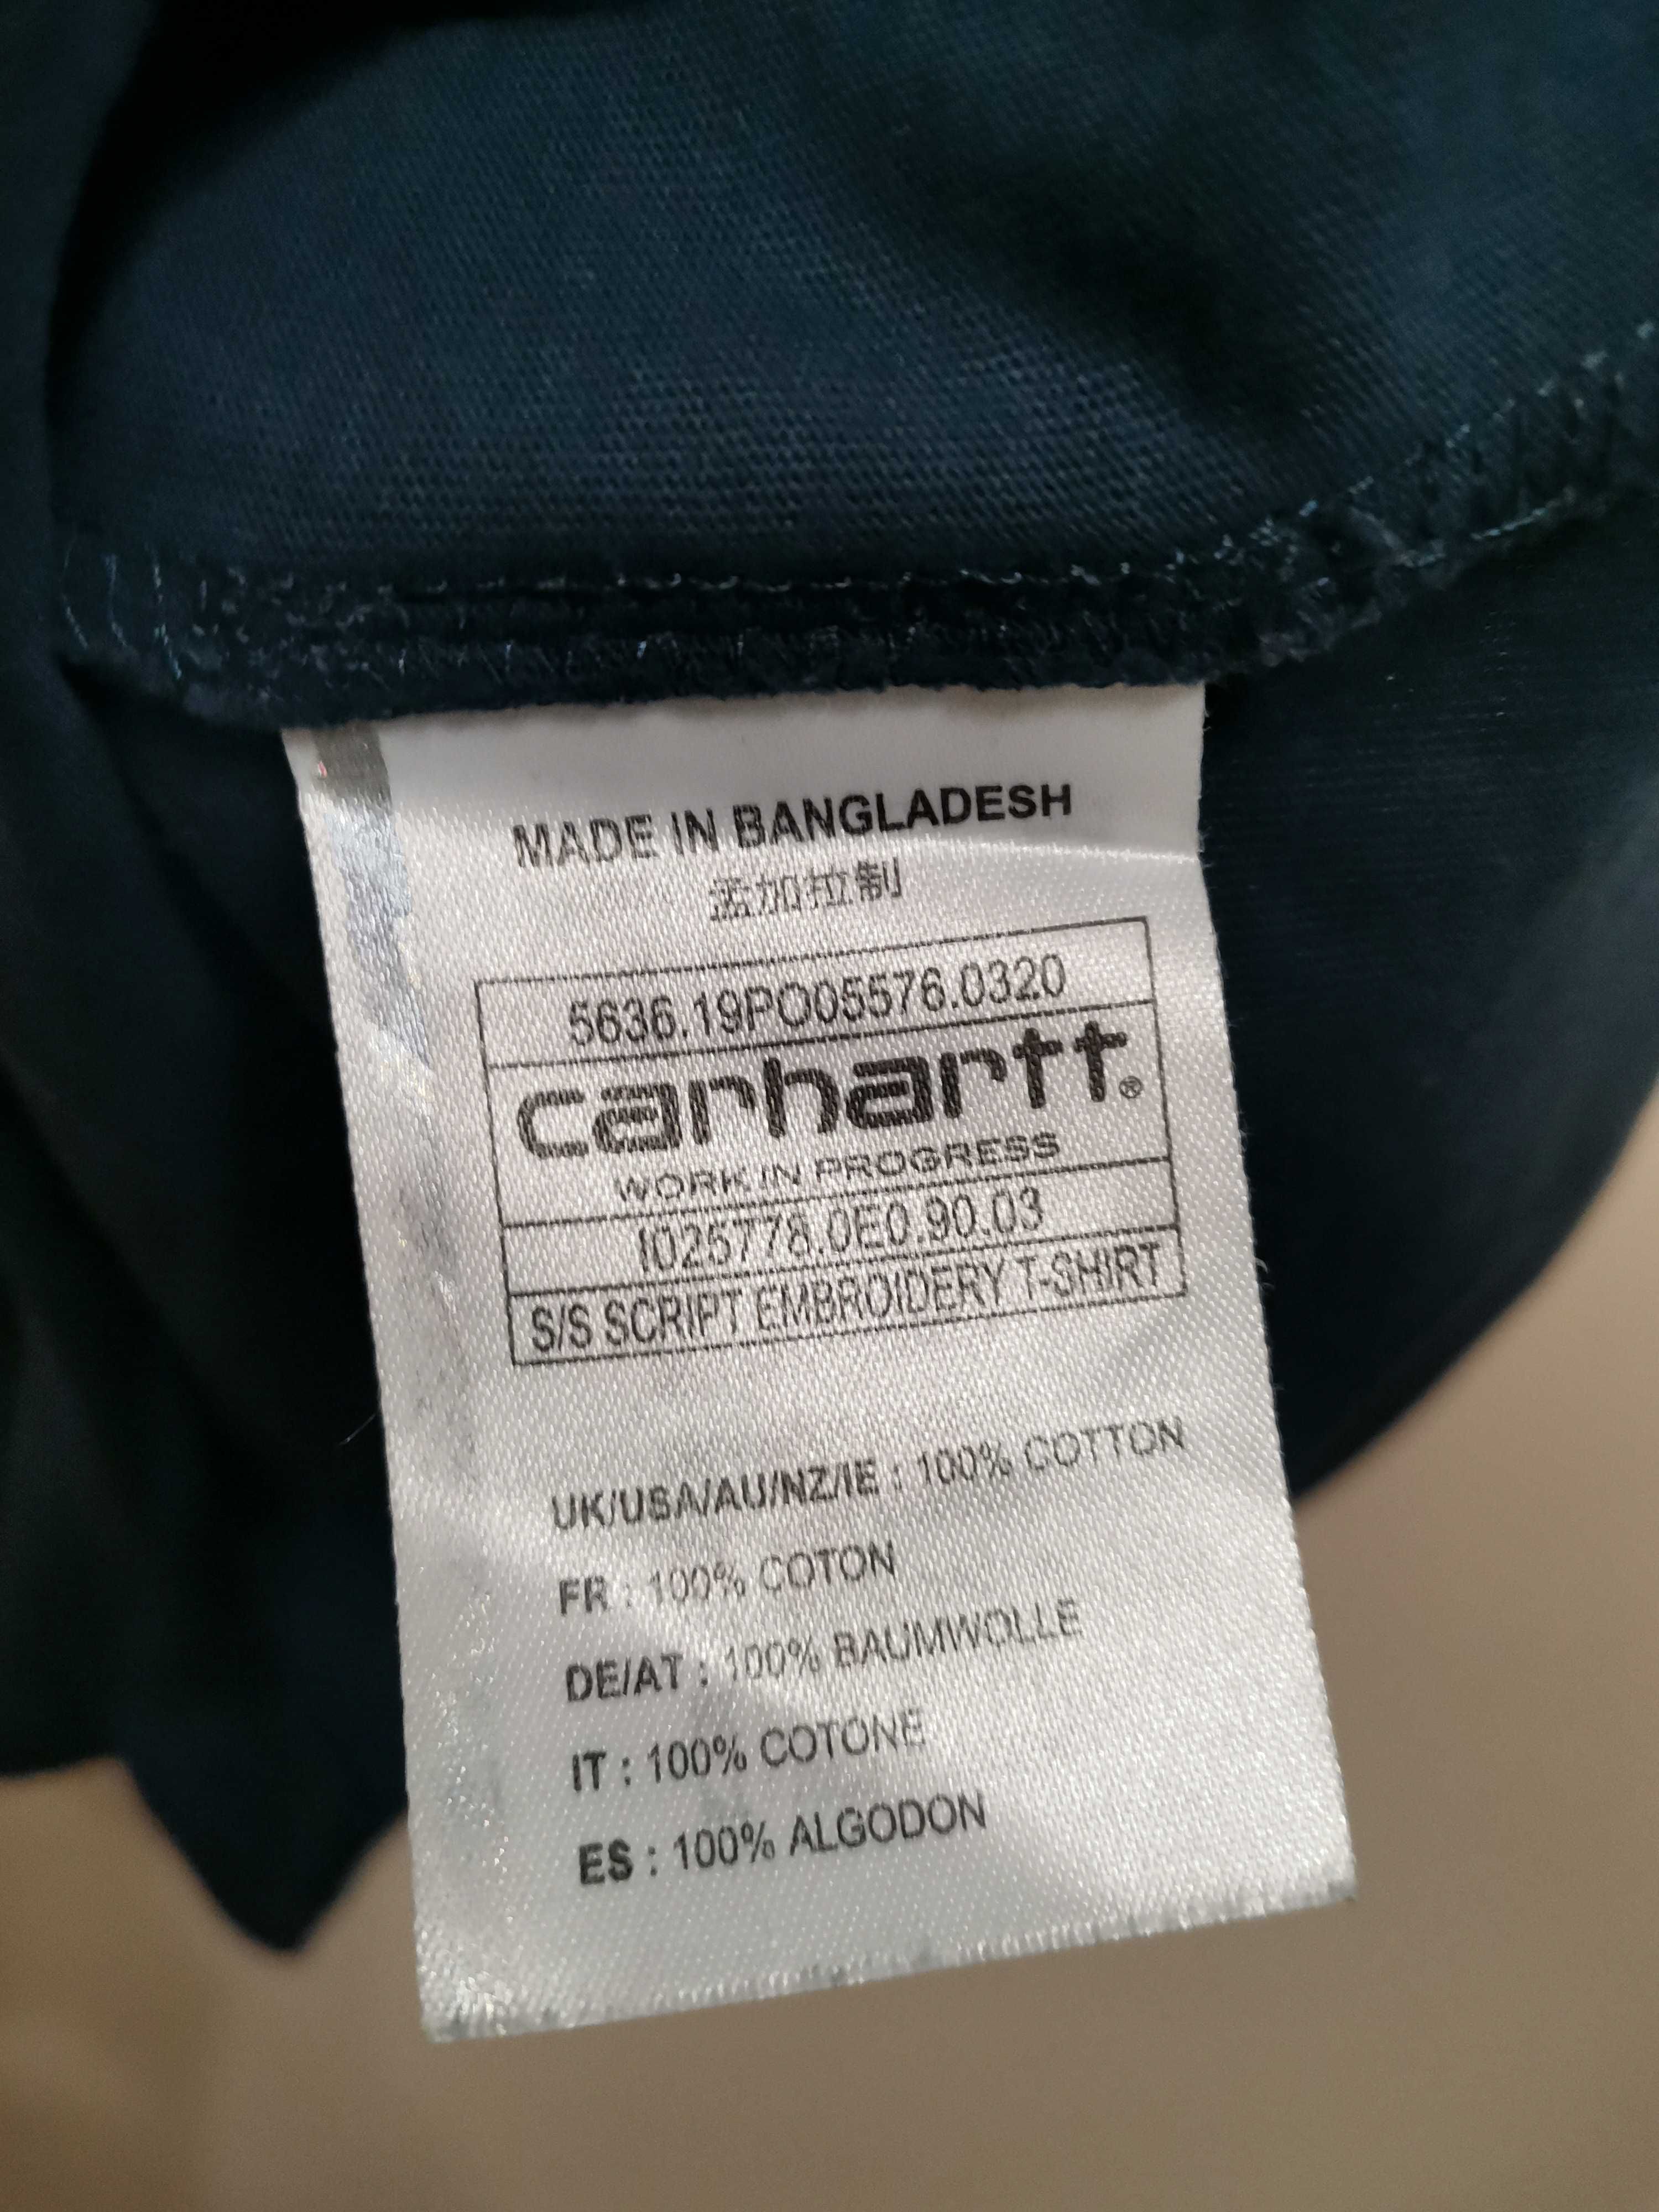 MADE IN BANGLADESH
孟加拉制
5636.19PO05576.0320
carhartt®
WORK IN PROGRESS
I025778.0E0.90.03
S/S SCRIPT EMBROIDERY T-SHIRT
UK/USA/AU/NZ/IE : 100% COTTON
FR : 100% COTON
DE/AT : 100% BAUMWOLLE
IT : 100% COTONE
ES : 100% ALGODON